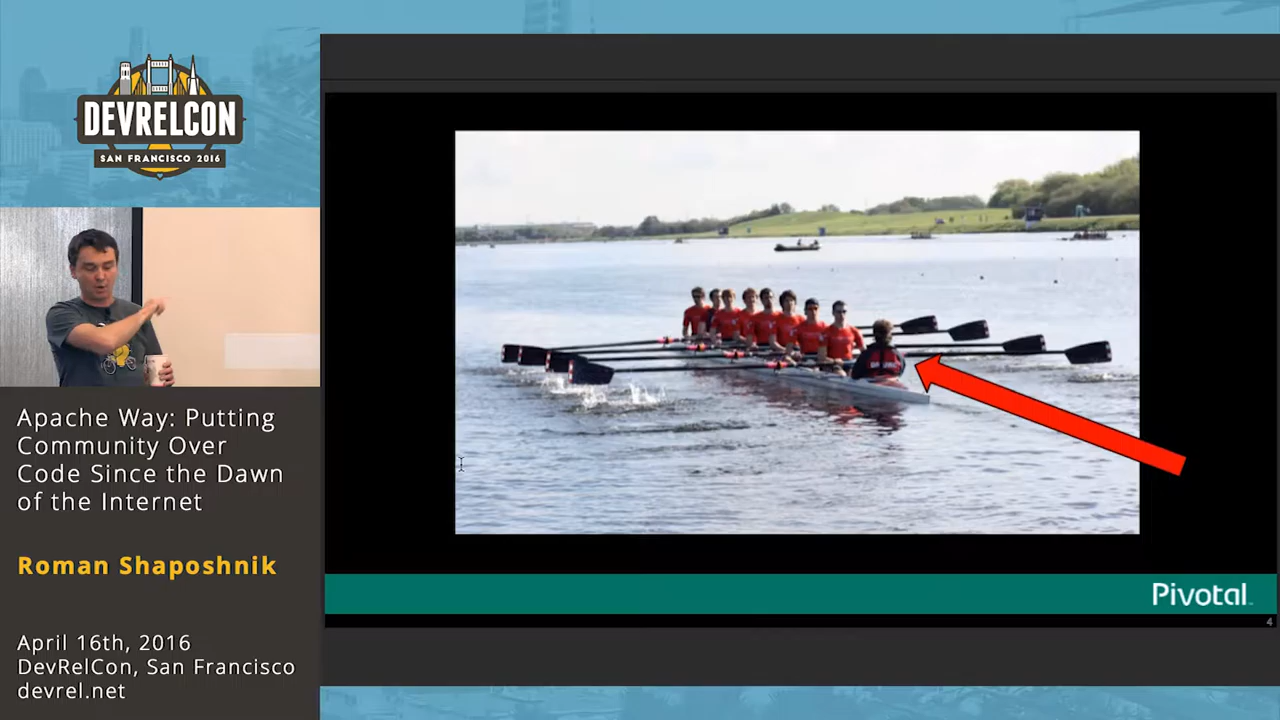 DEVRELCON
SAN FRANCISCO 2016
Apache Way: Putting
Community Over
Code Since the Dawn
of the Internet
Roman Shaposhnik
April 16th, 2016
DevRelCon, San Francisco
devrel.net
Pivotal™
4